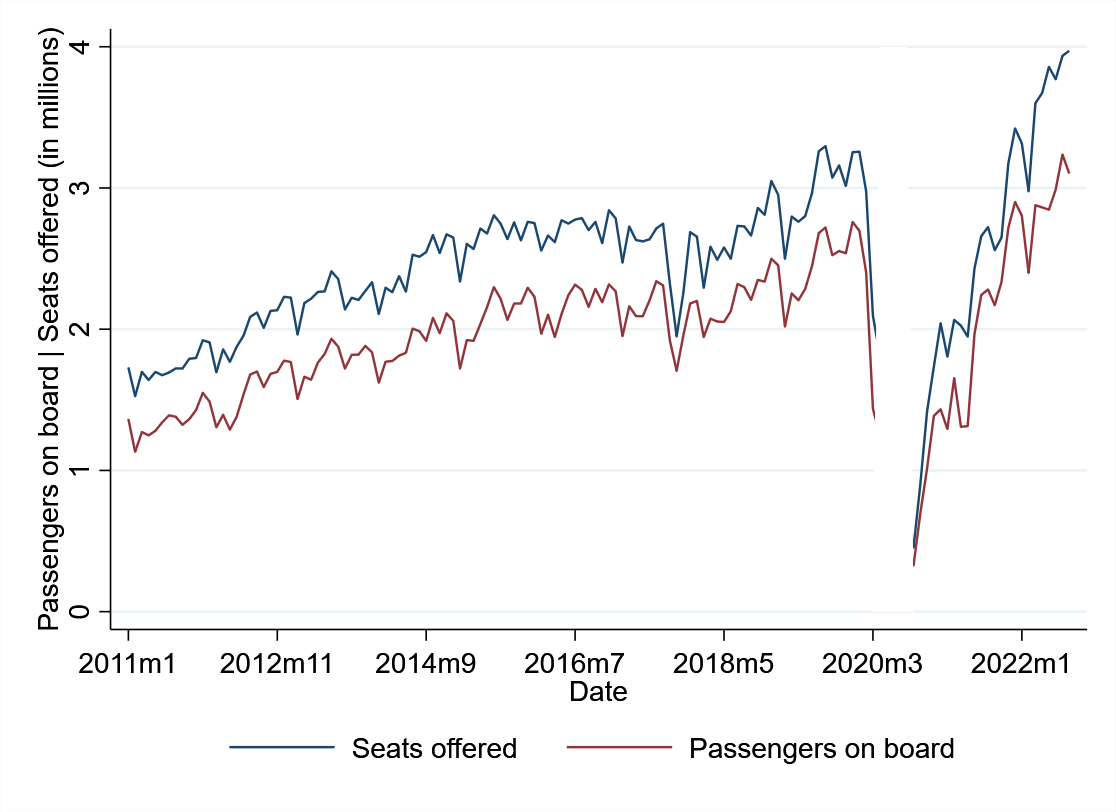 Passengers on board | Seats offered (in millions)
4
3
2
1
0
2011m1 2012m11 2014m9 2016m7 2018m5 2020m3 2022m1
Date
Seats offered Passengers on board